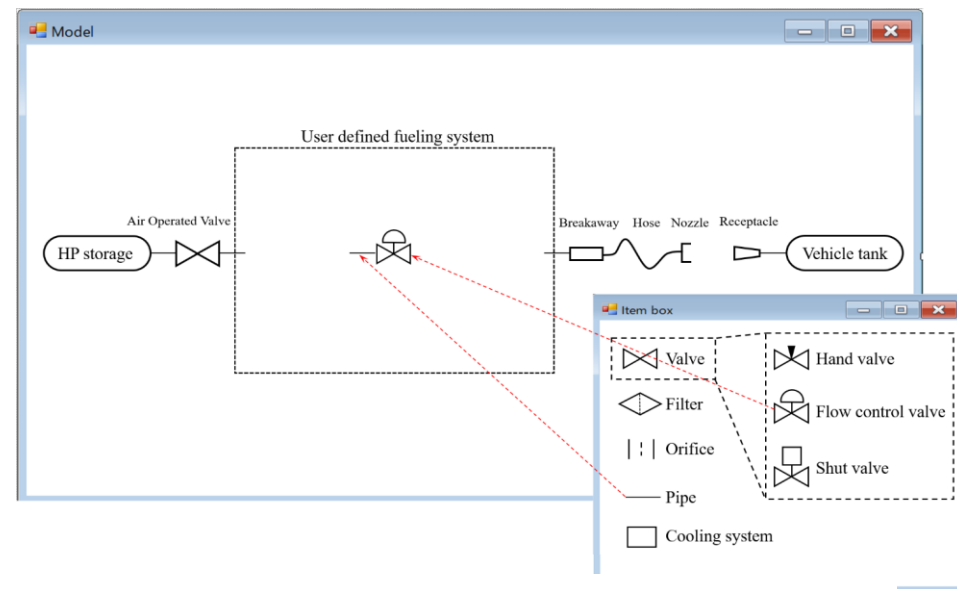 Model
User defined fueling system
Air Operated Valve
Breakaway Hose Nozzle Receptacle
HP storage
Vehicle tank
Item box
Valve
Hand valve
Filter
Flow control valve
Orifice
Shut valve
Pipe
Cooling system